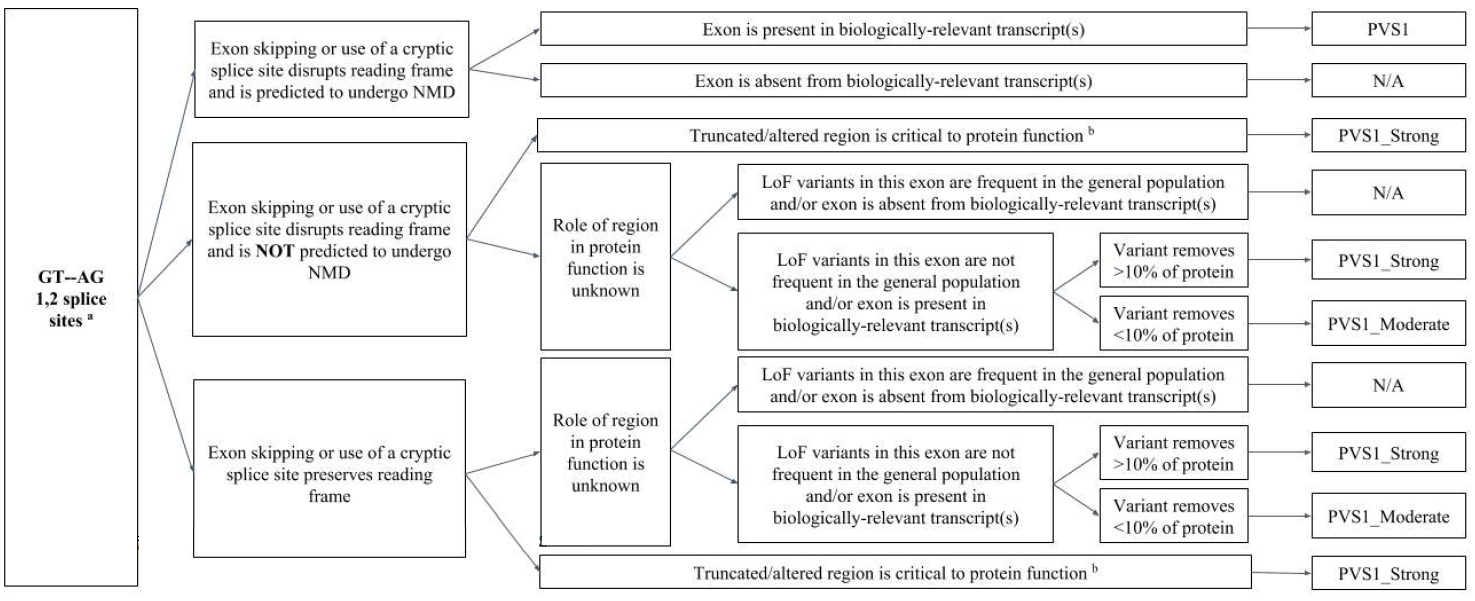 GT--AG
1,2 splice
sites a
Exon skipping or use of a cryptic
splice site disrupts reading frame
and is predicted to undergo NMD
Exon is present in biologically-relevant transcript(s)
PVS1
Exon is absent from biologically-relevant transcript(s)
N/A
Exon skipping or use of a cryptic
splice site disrupts reading frame
and is NOT predicted to undergo
NMD
Truncated/altered region is critical to protein function b
PVS1_Strong
Role of region
in protein
function is
unknown
LoF variants in this exon are frequent in the general population
and/or exon is absent from biologically-relevant transcript(s)
N/A
LoF variants in this exon are not
frequent in the general population
and/or exon is present in
biologically-relevant transcript(s)
Variant removes
>10% of protein
PVS1_Strong
Variant removes
<10% of protein
PVS1_Moderate
Exon skipping or use of a cryptic
splice site preserves reading
frame
Role of region
in protein
function is
unknown
LoF variants in this exon are frequent in the general population
and/or exon is absent from biologically-relevant transcript(s)
N/A
LoF variants in this exon are not
frequent in the general population
and/or exon is present in
biologically-relevant transcript(s)
Variant removes
>10% of protein
PVS1_Strong
Variant removes
<10% of protein
PVS1_Moderate
Truncated/altered region is critical to protein function b
PVS1_Strong